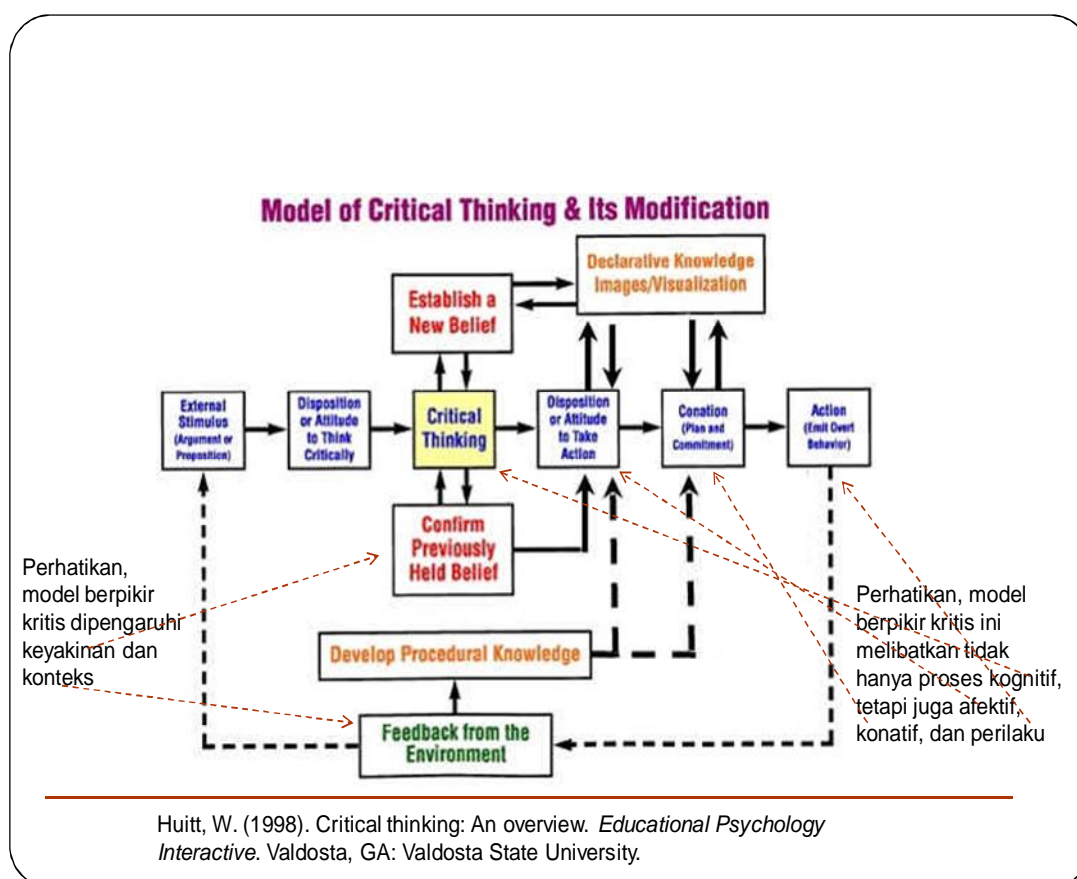 Model of Critical Thinking & Its Modification
Declarative Knowledge
Images/Visualization
Establish a
New Belief
External
Stimulus
(Argument or
Proposition)
Disposition
or Attitude
to Think
Critically
Critical
Thinking
Disposition
or Attitude
to Take
Action
Conation
(Plan and
Commitment)
Action
(Emit Overt
Behavior)
Confirm
Previously
Held Belief
Perhatikan,
model berpikir
kritis dipengaruhi
keyakinan dan
konteks
Perhatikan, model
berpikir kritis ini
melibatkan tidak
hanya proses kognitif,
tetapi juga afektif,
konatif, dan perilaku
Develop Procedural Knowledge
Feedback from the
Environment
Huitt, W. (1998). Critical thinking: An overview. Educational Psychology
Interactive. Valdosta, GA: Valdosta State University.